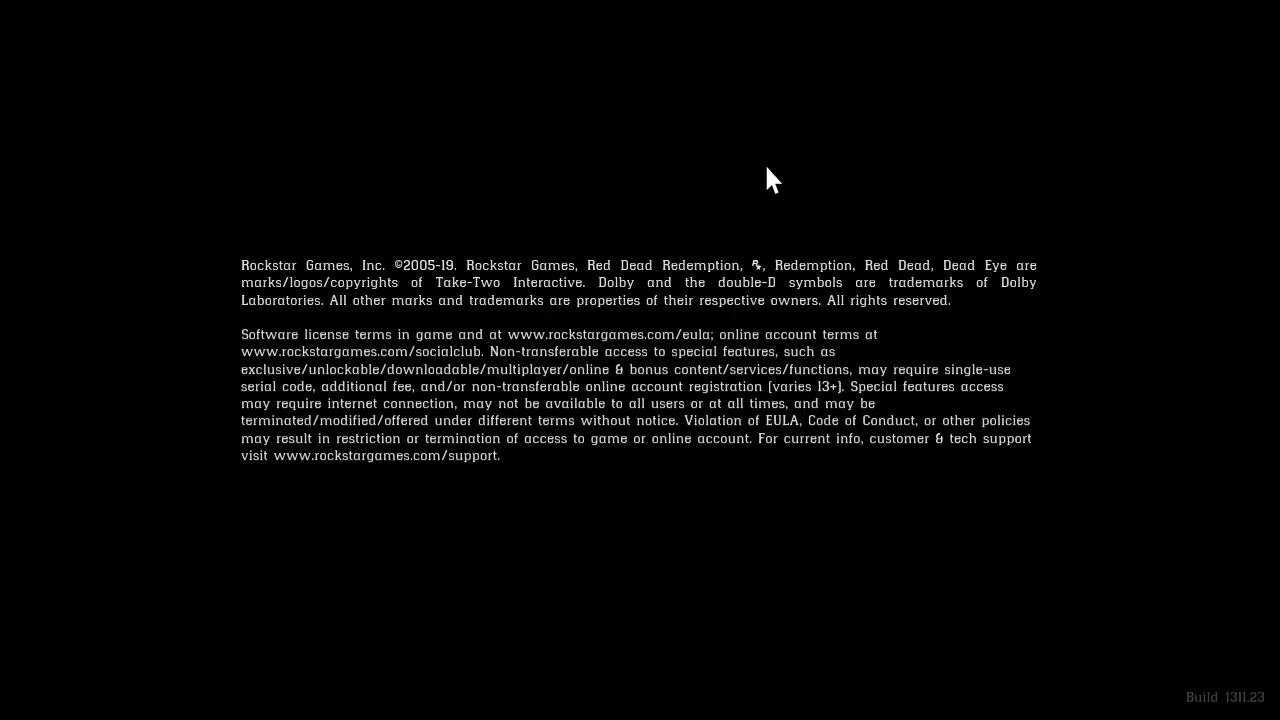 Rockstar Games, Inc. ©2005-19. Rockstar Games, Red Dead Redemption, , Redemption, Red Dead, Dead Eye are
marks/logos/copyrights of Take-Two Interactive. Dolby and the double-D symbols are trademarks of Dolby
Laboratories. All other marks and trademarks are properties of their respective owners. All rights reserved.
Software license terms in game and at www.rockstargames.com/eula; online account terms at
www.rockstargames.com/socialclub. Non-transferable access to special features, such as
exclusive/unlockable/downloadable/multiplayer/online & bonus content/services/functions, may require single-use
serial code, additional fee, and/or non-transferable online account registration (varies 13+). Special features access
may require internet connection, may not be available to all users or at all times, and may be
terminated/modified/offered under different terms without notice. Violation of EULA, Code of Conduct, or other policies
may result in restriction or termination of access to game or online account. For current info, customer & tech support
visit www.rockstargames.com/support.
Build 1311.23